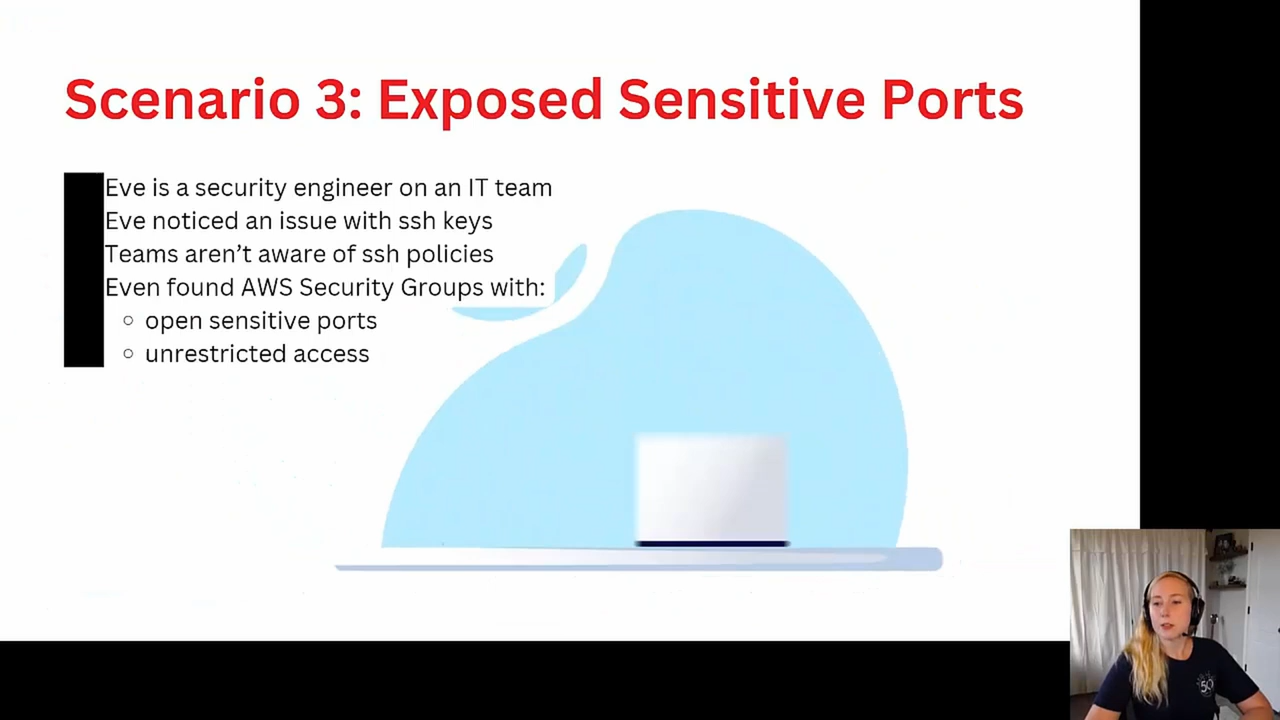 Scenario 3: Exposed Sensitive Ports
Eve is a security engineer on an IT team
Eve noticed an issue with ssh keys
Teams aren’t aware of ssh policies
Even found AWS Security Groups with:
open sensitive ports
unrestricted access
50